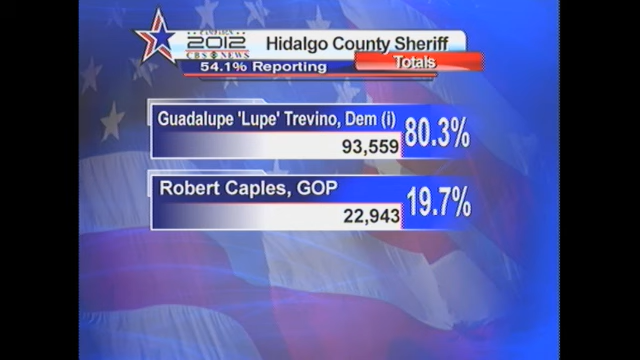 CAMPAIGN
2012
CBS NEWS
Hidalgo County Sheriff
54.1% Reporting
Totals
Guadalupe 'Lupe' Trevino, Dem (i)
93,559
80.3%
Robert Caples, GOP
22,943
19.7%